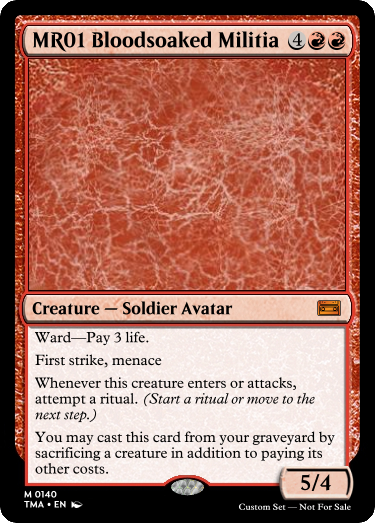 MR01 Bloodsoaked Militia 4
Creature — Soldier Avatar
Ward—Pay 3 life.
First strike, menace
Whenever this creature enters or attacks,
attempt a ritual. (Start a ritual or move to the
next step.)
You may cast this card from your graveyard by
sacrificing a creature in addition to paying its
other costs.
5/4
M 0140
TMA • EN
Custom Set — Not For Sale